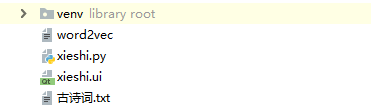 venv library root
word2vec
xieshi.py
xieshi.ui
古诗词.txt